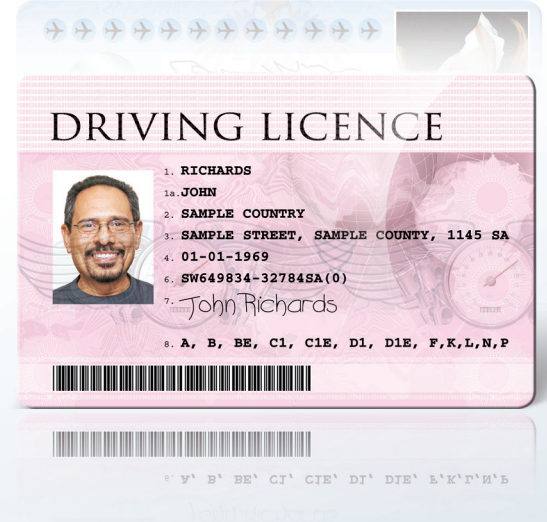 DRIVING LICENCE
1. RICHARDS
1a. JOHN
2. SAMPLE COUNTRY
3. SAMPLE STREET, SAMPLE COUNTY, 1145 SA
4. 01-01-1969
6. SW649834-32784SA(0)
7. John Richards
8. A, B, BE, C1, C1E, D1, D1E, F,K,L,N,P